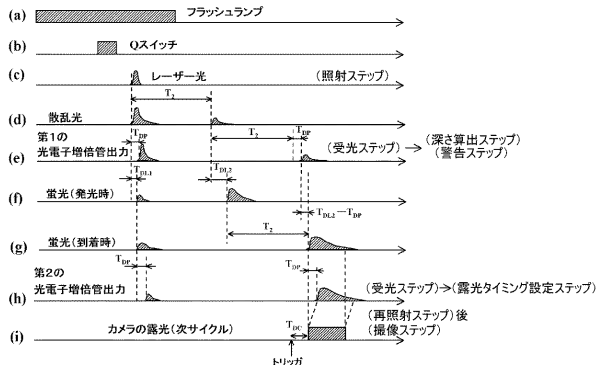 (a) フラッシュランプ
(b) Qスイッチ
(c) レーザー光 (照射ステップ)
T2
(d) 散乱光
TDP T2 TDP
(e) 第1の光電子増倍管出力 (受光ステップ) → (深さ算出ステップ) (警告ステップ)
TDL1 TDL2
(f) 蛍光(発光時)
T2 TDL2−TDP
(g) 蛍光(到着時)
TDP TDP
(h) 第2の光電子増倍管出力 (受光ステップ)→(露光タイミング設定ステップ)
(再照射ステップ)後
(撮像ステップ)
(i) カメラの露光(次サイクル) TDC
トリッガ